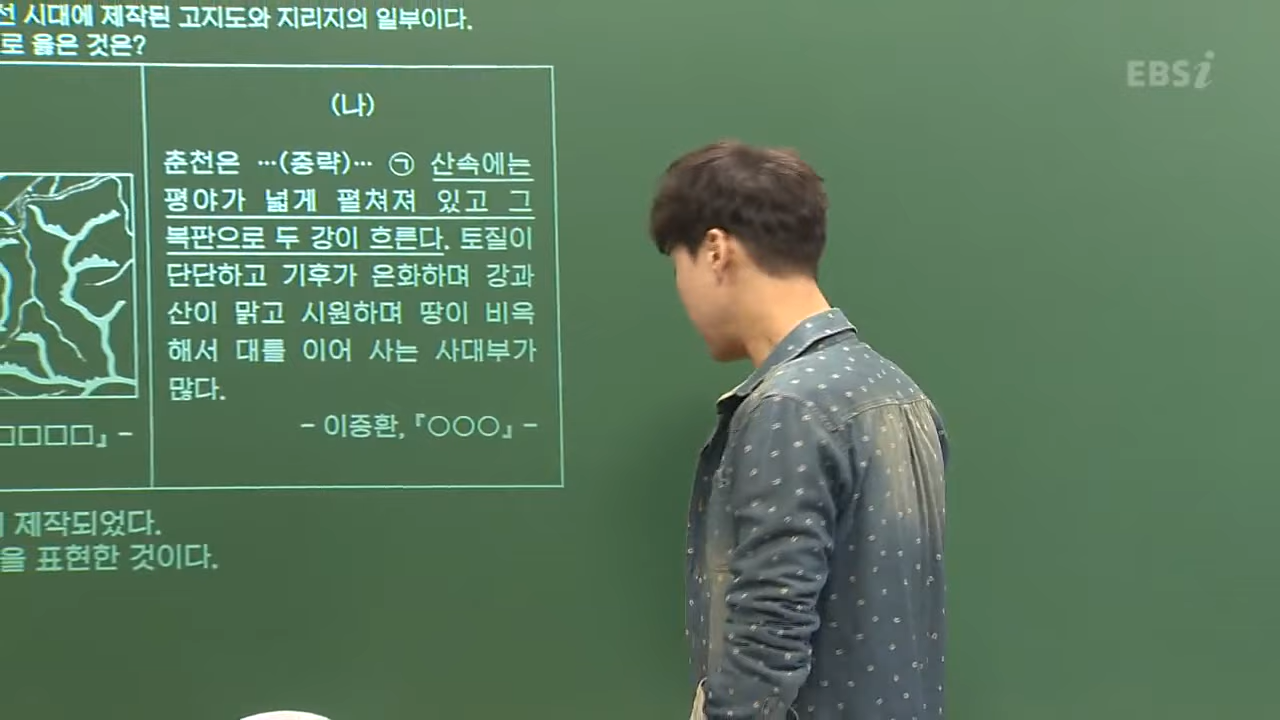 선 시대에 제작된 고지도와 지리지의 일부이다.
로 옳은 것은?
EBSi
(나)
춘천은 …(중략)… ㉠ 산속에는
평야가 넓게 펼쳐져 있고 그
복판으로 두 강이 흐른다. 토질이
단단하고 기후가 온화하며 강과
산이 맑고 시원하며 땅이 비옥
해서 대를 이어 사는 사대부가
많다.
- 이중환, 『○○○』 -
□□□□』 -
제작되었다.
을 표현한 것이다.